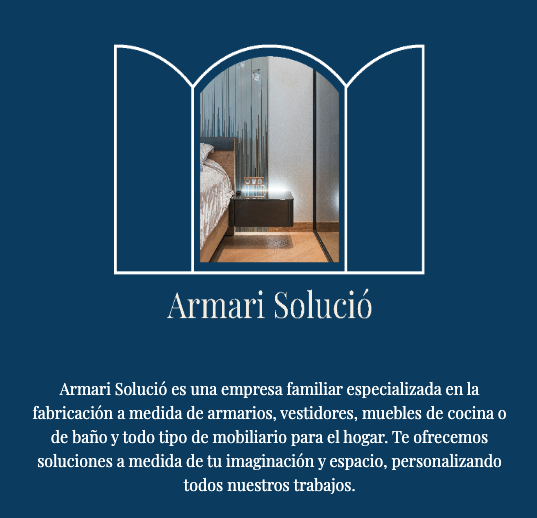 Armari Solució
Armari Solució es una empresa familiar especializada en la
fabricación a medida de armarios, vestidores, muebles de cocina o
de baño y todo tipo de mobiliario para el hogar. Te ofrecemos
soluciones a medida de tu imaginación y espacio, personalizando
todos nuestros trabajos.